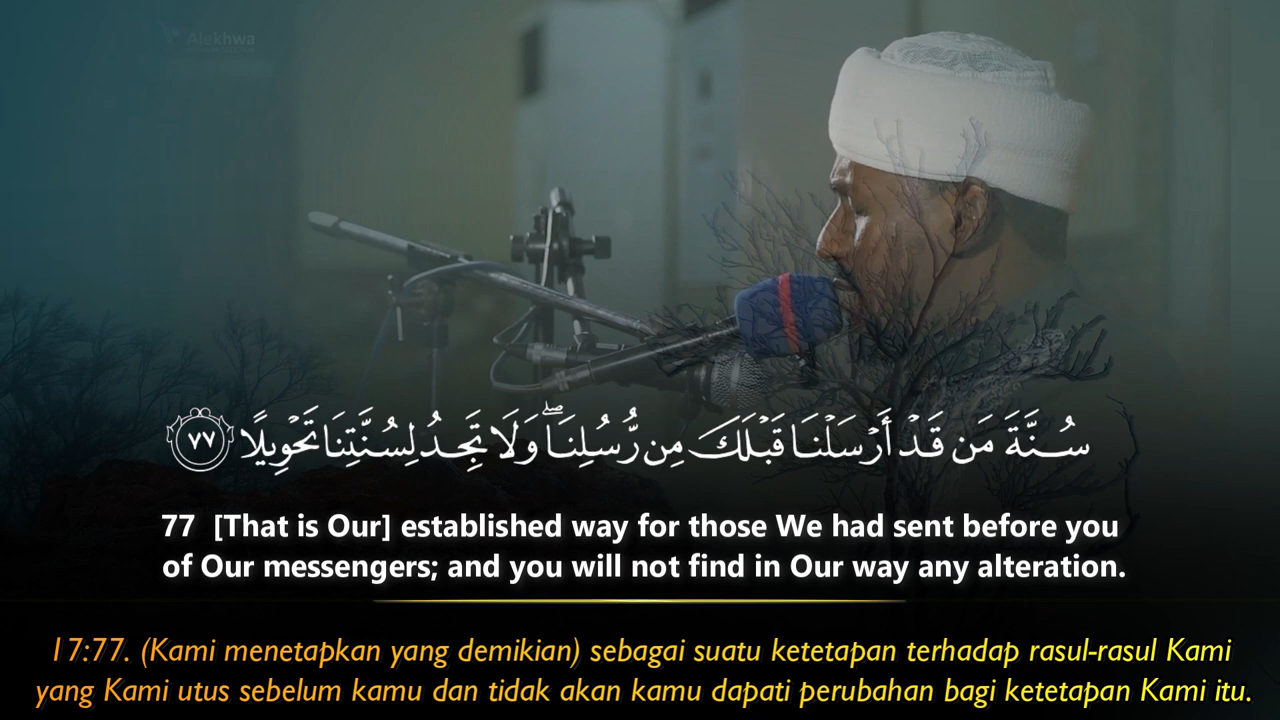 Alekhwa
سُنَّةَ مَن قَدْ أَرْسَلْنَا قَبْلَكَ مِن رُّسُلِنَا ۖ وَلَا تَجِدُ لِسُنَّتِنَا تَحْوِيلًا ٧٧
77 [That is Our] established way for those We had sent before you
of Our messengers; and you will not find in Our way any alteration.
17:77. (Kami menetapkan yang demikian) sebagai suatu ketetapan terhadap rasul-rasul Kami
yang Kami utus sebelum kamu dan tidak akan kamu dapati perubahan bagi ketetapan Kami itu.